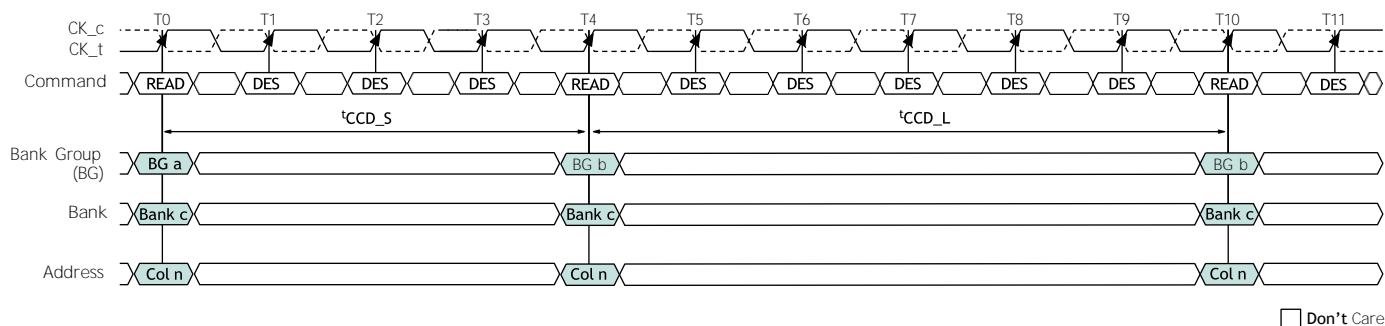 T0 T1 T2 T3 T4 T5 T6 T7 T8 T9 T10 T11
CK_c
CK_t
Command READ DES DES DES READ DES DES DES DES DES READ DES
tCCD_S tCCD_L
Bank Group (BG) BG a BG b BG b
Bank Bank c Bank c Bank c
Address Col n Col n Col n
Don't Care